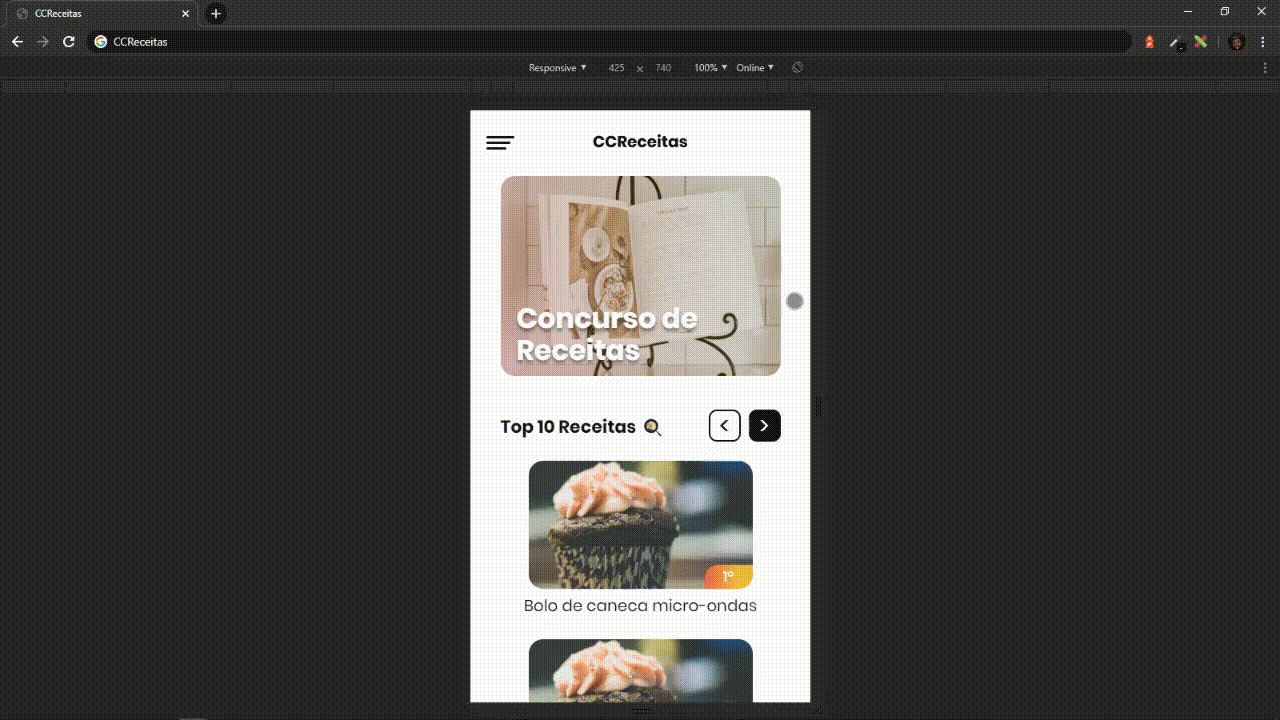 CCReceitas
CCReceitas
Responsive 425 × 740 100% Online
CCReceitas
Concurso de
Receitas
Top 10 Receitas
1º
Bolo de caneca micro-ondas